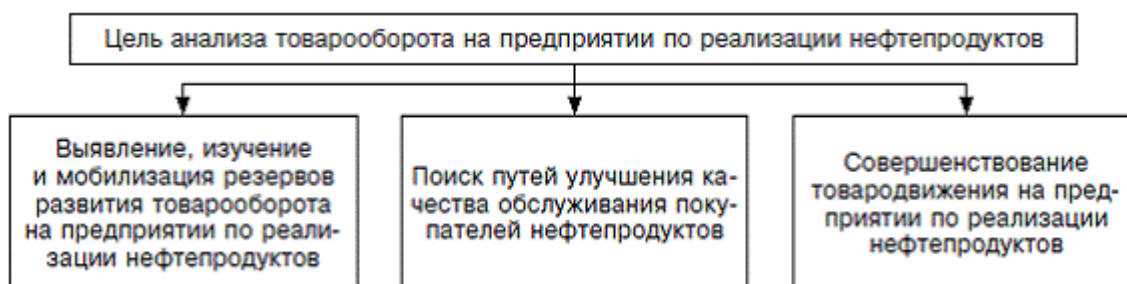 Цель анализа товарооборота на предприятии по реализации нефтепродуктов
Выявление, изучение
и мобилизация резервов
развития товарооборота
на предприятии по реали-
зации нефтепродуктов
Поиск путей улучшения ка-
чества обслуживания поку-
пателей нефтепродуктов
Совершенствование
товародвижения на пред-
приятии по реализации
нефтепродуктов